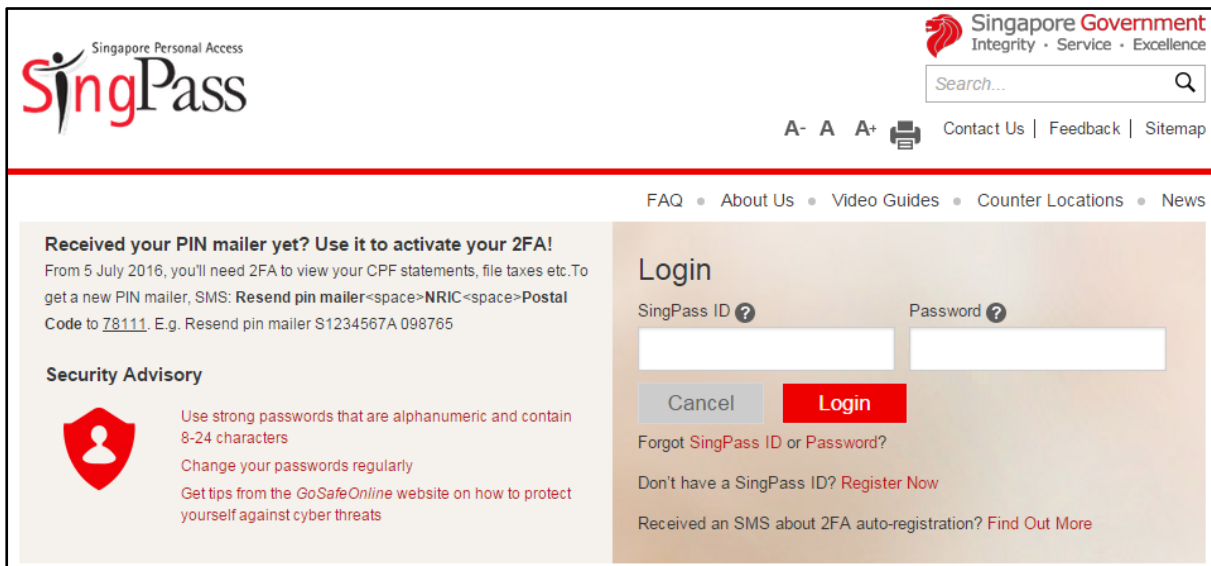 Singapore Personal Access
SingPass
Singapore Government
Integrity · Service · Excellence
Search...
A- A A+ Contact Us | Feedback | Sitemap
FAQ • About Us • Video Guides • Counter Locations • News
Received your PIN mailer yet? Use it to activate your 2FA!
From 5 July 2016, you'll need 2FA to view your CPF statements, file taxes etc.To
get a new PIN mailer, SMS: Resend pin mailer<space>NRIC<space>Postal
Code to 78111. E.g. Resend pin mailer S1234567A 098765
Security Advisory
Use strong passwords that are alphanumeric and contain
8-24 characters
Change your passwords regularly
Get tips from the GoSafeOnline website on how to protect
yourself against cyber threats
Login
SingPass ID ? Password ?
Cancel Login
Forgot SingPass ID or Password?
Don't have a SingPass ID? Register Now
Received an SMS about 2FA auto-registration? Find Out More